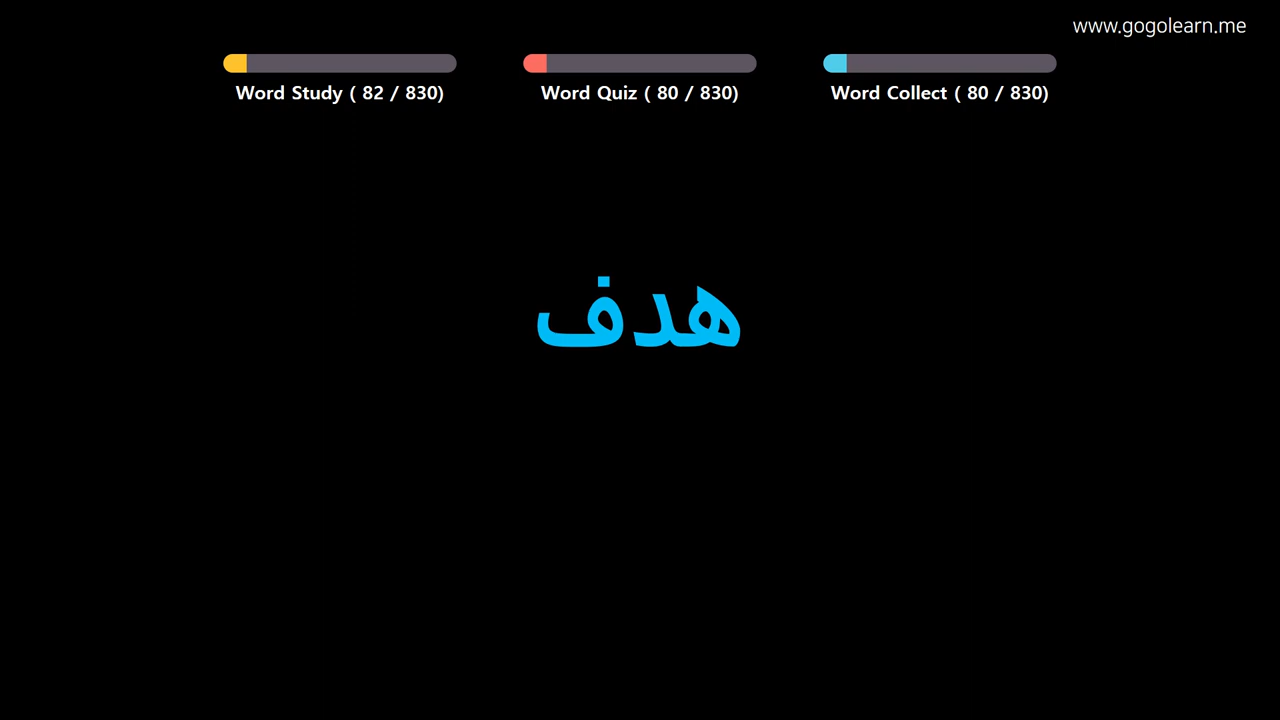 www.gogolearn.me
Word Study ( 82 / 830)
Word Quiz ( 80 / 830)
Word Collect ( 80 / 830)
هدف